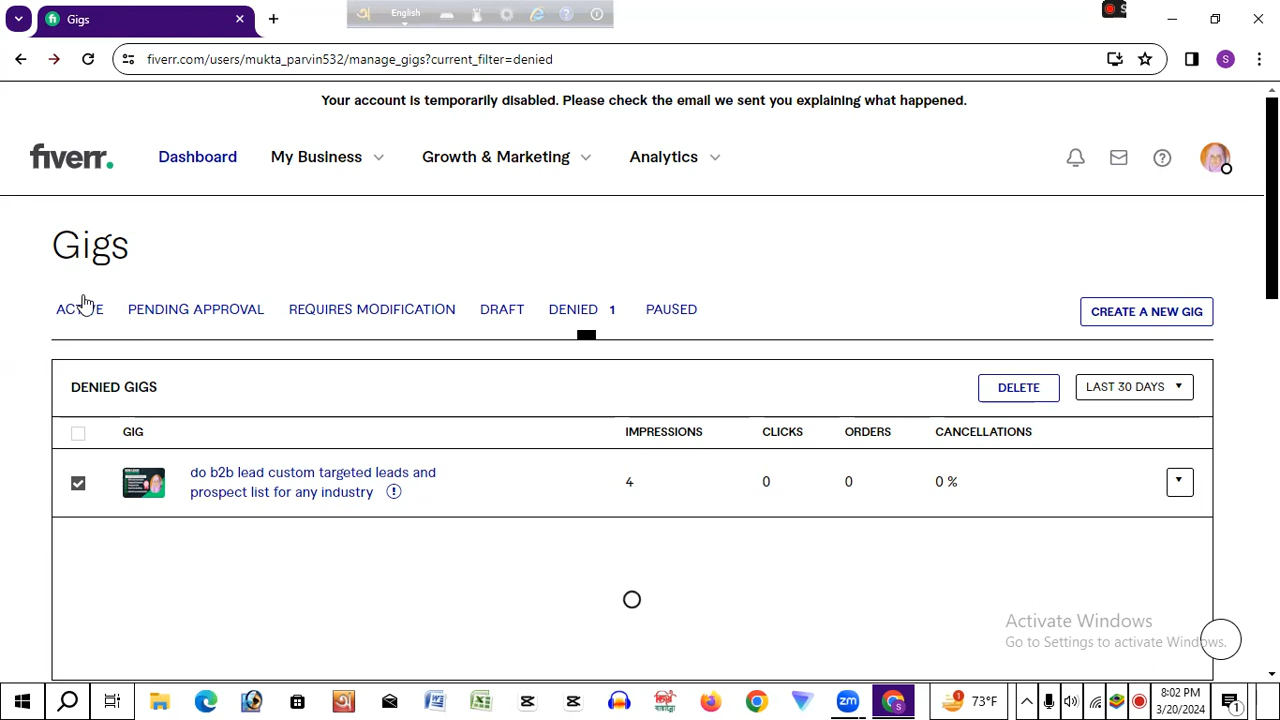 Gigs
English
fiverr.com/users/mukta_parvin532/manage_gigs?current_filter=denied
S
Your account is temporarily disabled. Please check the email we sent you explaining what happened.
fiverr. Dashboard My Business Growth & Marketing Analytics
Gigs
ACTIVE PENDING APPROVAL REQUIRES MODIFICATION DRAFT DENIED 1 PAUSED CREATE A NEW GIG
DENIED GIGS DELETE LAST 30 DAYS
GIG IMPRESSIONS CLICKS ORDERS CANCELLATIONS
do b2b lead custom targeted leads and
prospect list for any industry
4 0 0 0 %
Activate Windows
Go to Settings to activate Windows.
zm 1 73°F 8:02 PM
3/20/2024 1